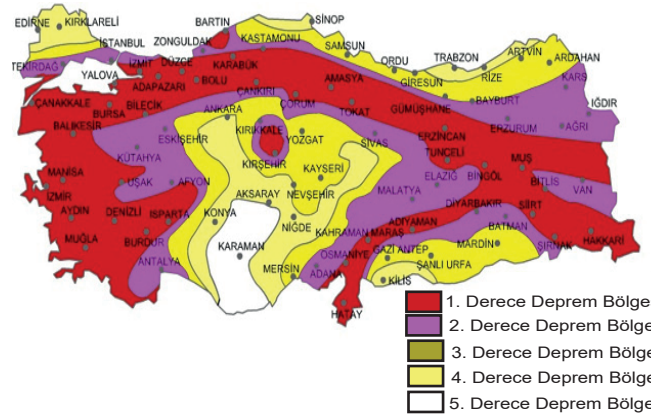 EDİRNE KIRKLARELİ
BARTIN
SİNOP
İSTANBUL
ZONGULDAK
KASTAMONU
TEKİRDAĞ
YALOVA
İZMİT
DÜZCE
KARABÜK
SAMSUN
ORDU
TRABZON
ARTVİN
ARDAHAN
GİRESUN
RİZE
KARS
ADAPAZARI
BOLU
ÇANKIRI
ÇORUM
AMASYA
ÇANAKKALE
BURSA
BİLECİK
ANKARA
TOKAT
GÜMÜŞHANE
BAYBURT
IĞDIR
BALIKESİR
ESKİŞEHİR
KIRIKKALE
YOZGAT
SİVAS
ERZİNCAN
ERZURUM
AĞRI
KÜTAHYA
KIRŞEHİR
TUNCELİ
MANİSA
UŞAK
AFYON
KAYSERİ
ELAZIĞ
BİNGÖL
MUŞ
İZMİR
AKSARAY
NEVŞEHİR
MALATYA
BİTLİS
VAN
AYDIN
DENİZLİ
ISPARTA
KONYA
NİĞDE
ADIYAMAN
DİYARBAKIR
SİİRT
MUĞLA
BURDUR
KARAMAN
KAHRAMAN MARAŞ
BATMAN
HAKKARİ
ANTALYA
MERSİN
ADANA
OSMANİYE
GAZİ ANTEP
ŞANLI URFA
MARDİN
ŞIRNAK
KİLİS
HATAY
1. Derece Deprem Bölge
2. Derece Deprem Bölge
3. Derece Deprem Bölge
4. Derece Deprem Bölge
5. Derece Deprem Bölge